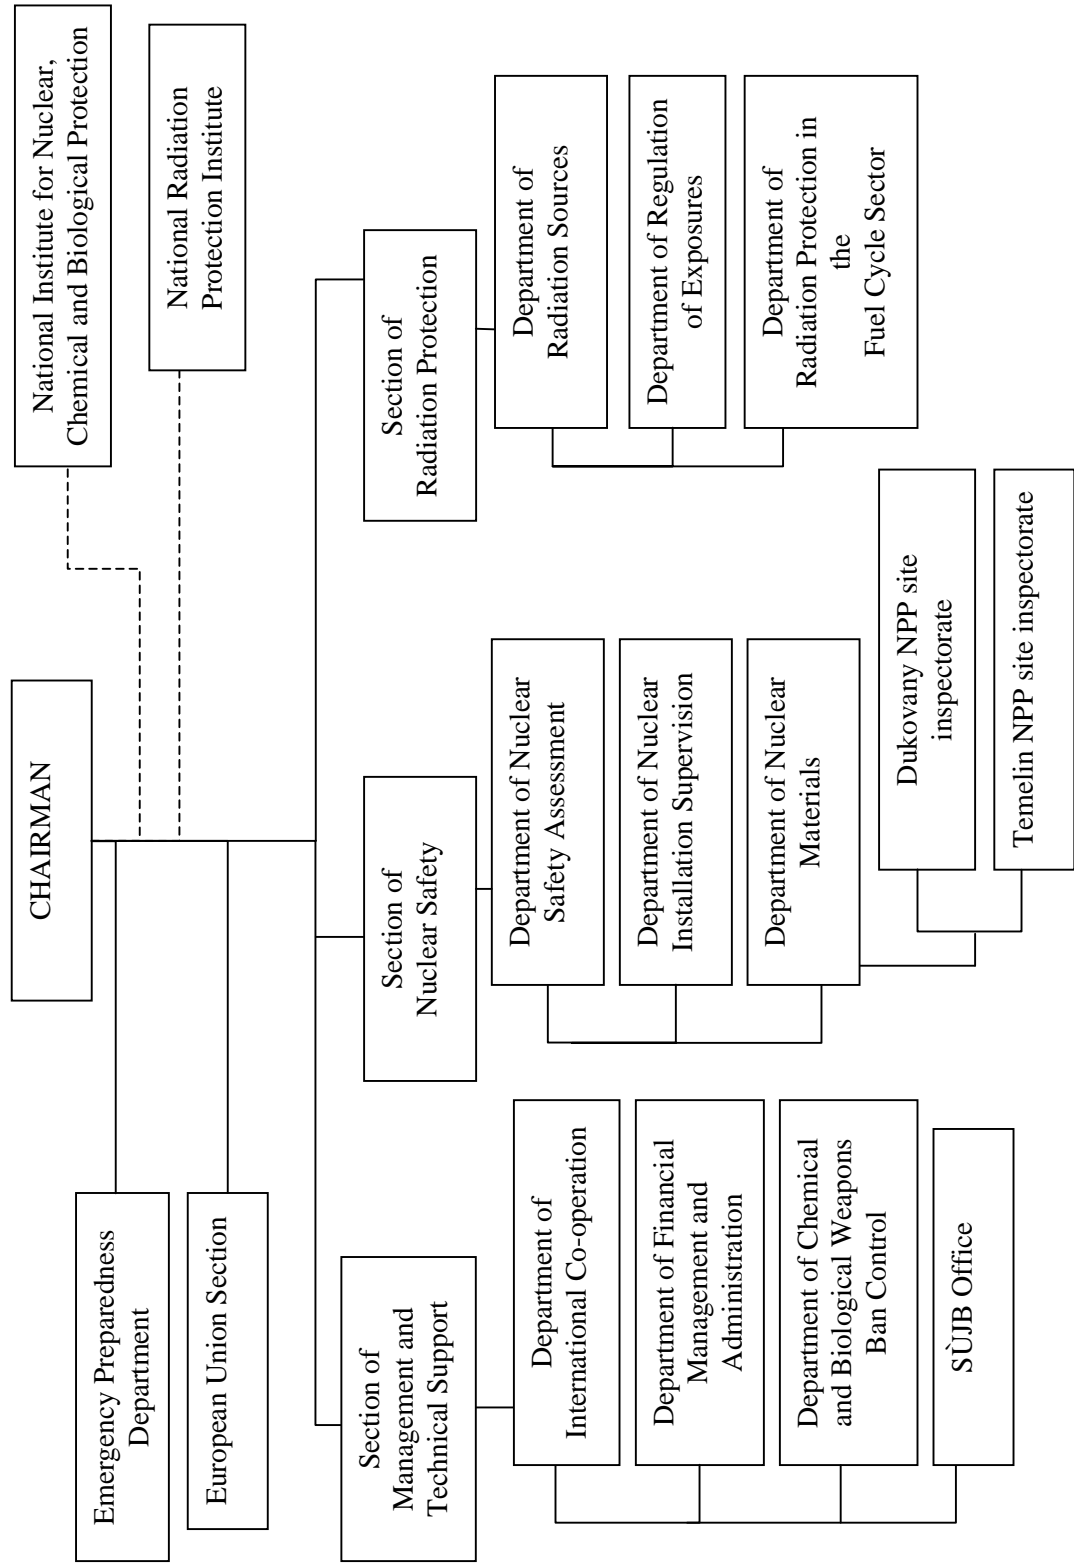 CHAIRMAN
National Institute for Nuclear,
Chemical and Biological Protection
National Radiation
Protection Institute
Emergency Preparedness
Department
European Union Section
Section of
Management and
Technical Support
Department of
International Co-operation
Department of Financial
Management and
Administration
Department of Chemical
and Biological Weapons
Ban Control
SÙJB Office
Section of
Nuclear Safety
Department of Nuclear
Safety Assessment
Department of Nuclear
Installation Supervision
Department of Nuclear
Materials
Dukovany NPP site
inspectorate
Temelin NPP site inspectorate
Section of
Radiation Protection
Department of
Radiation Sources
Department of Regulation
of Exposures
Department of
Radiation Protection in
the
Fuel Cycle Sector